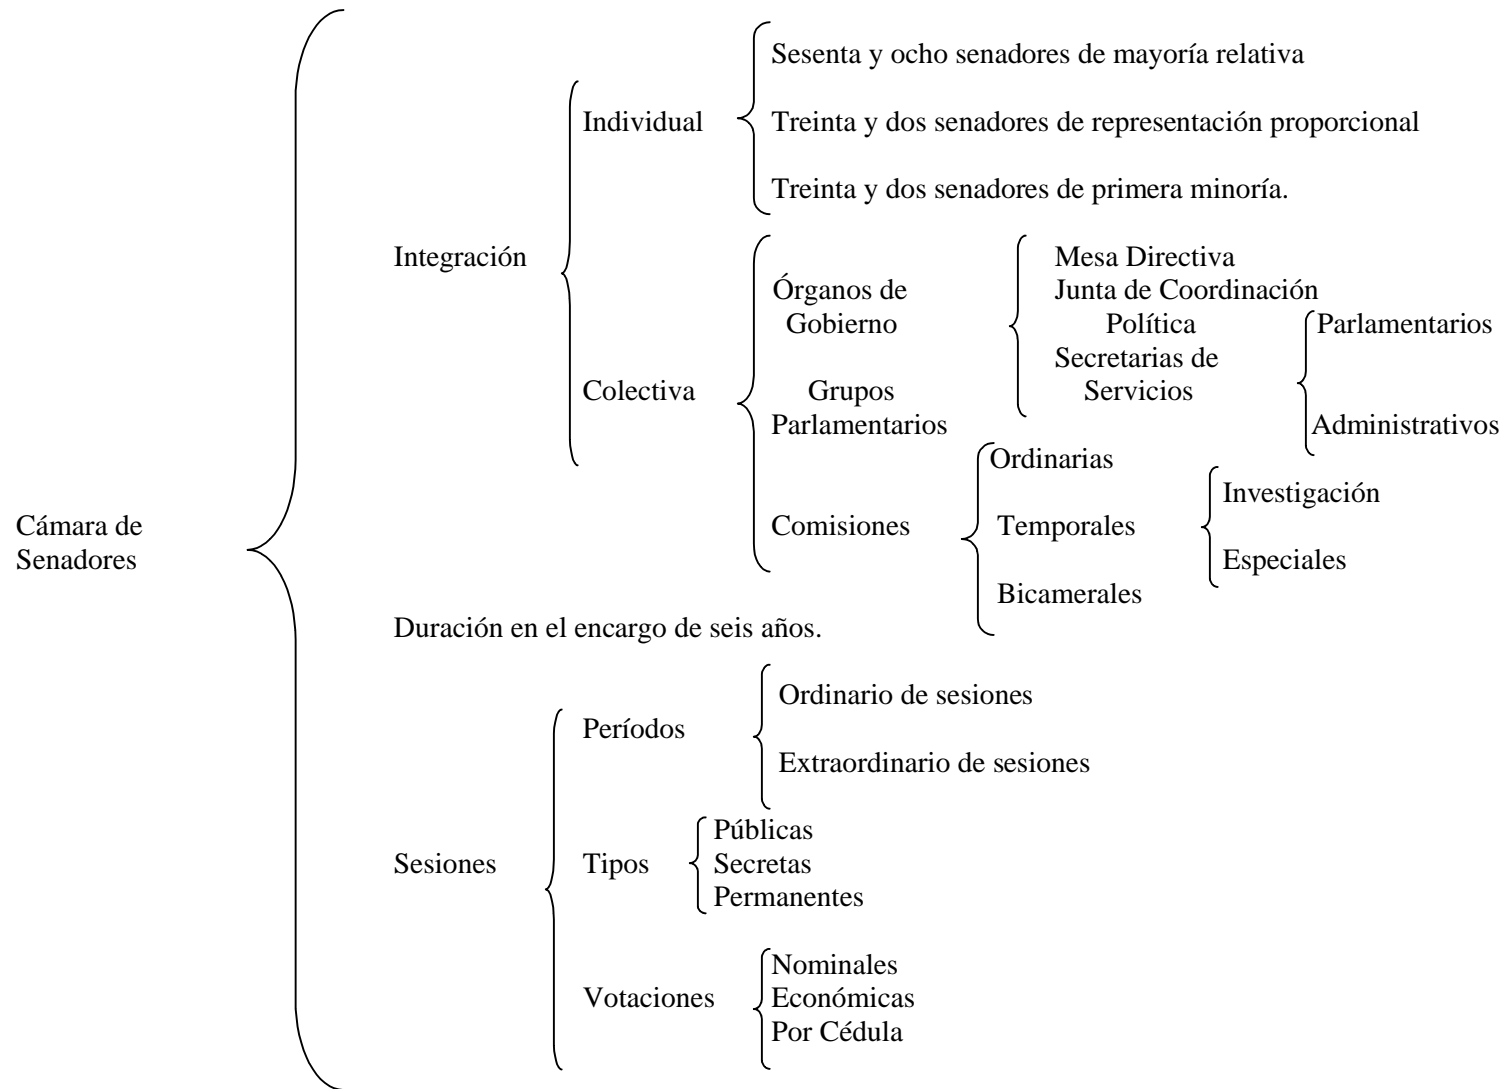 Cámara de
Senadores
Integración
Individual
Sesenta y ocho senadores de mayoría relativa
Treinta y dos senadores de representación proporcional
Treinta y dos senadores de primera minoría.
Colectiva
Órganos de
Gobierno
Mesa Directiva
Junta de Coordinación
Política
Secretarias de
Servicios
Parlamentarios
Administrativos
Grupos
Parlamentarios
Comisiones
Ordinarias
Temporales
Investigación
Especiales
Bicamerales
Duración en el encargo de seis años.
Sesiones
Períodos
Ordinario de sesiones
Extraordinario de sesiones
Tipos
Públicas
Secretas
Permanentes
Votaciones
Nominales
Económicas
Por Cédula